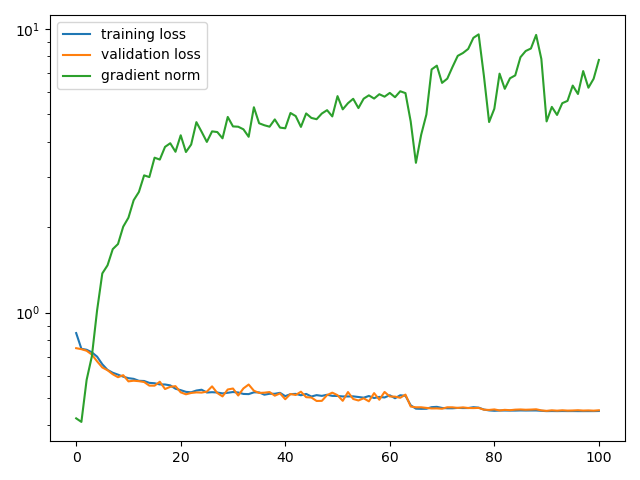 training loss
validation loss
gradient norm
10¹
10⁰
0 20 40 60 80 100